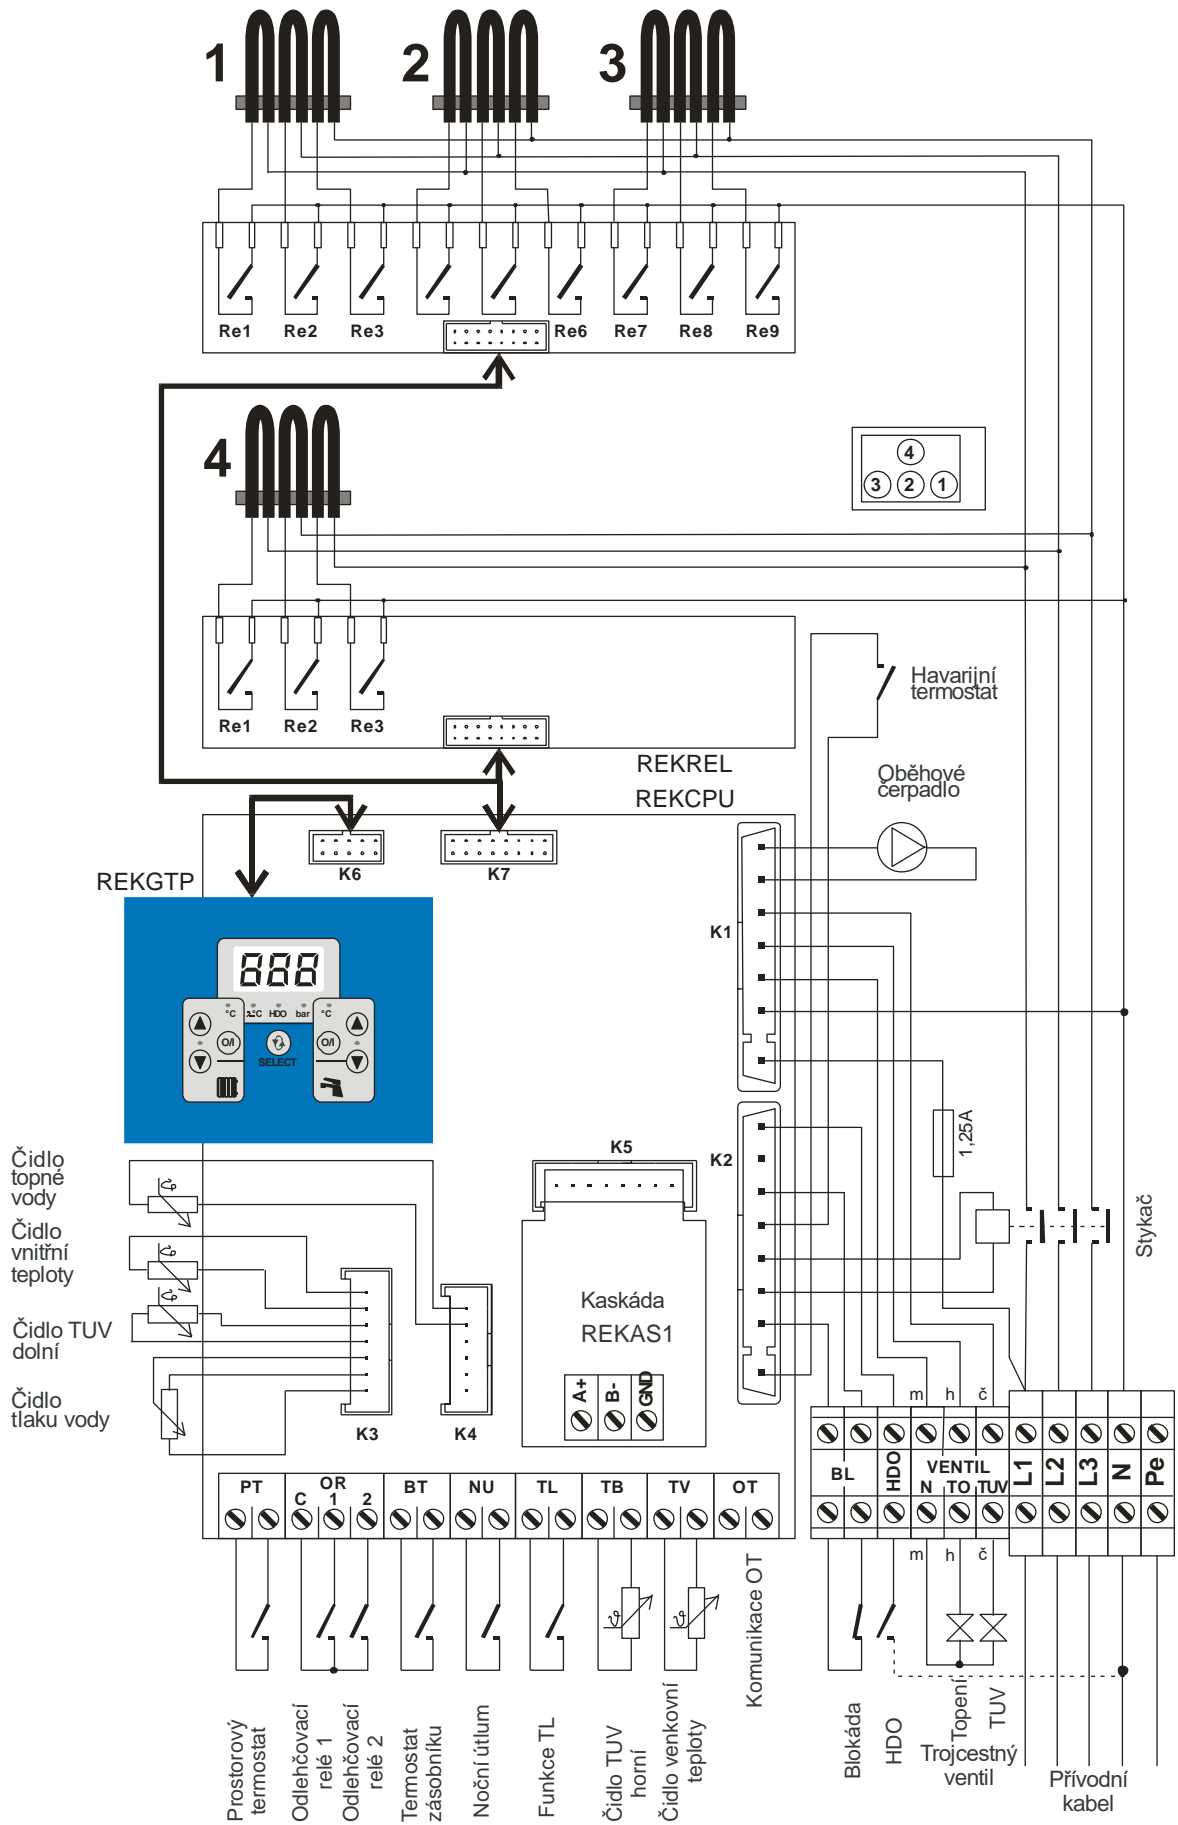 1 2 3
Re1 Re2 Re3 Re6 Re7 Re8 Re9
4
4
3 2 1
Re1 Re2 Re3
Havarijní
termostat
REKREL
REKCPU
Oběhové
čerpadlo
K6 K7
REKGTP
K1
°C °C HDO bar °C
O/I O/I
SELECT
1,25A
Čidlo
topné
vody
K5
K2
Čidlo
vnitřní
teploty
Stykač
Kaskáda
REKAS1
Čidlo TUV
dolní
A+ B- GND
Čidlo
tlaku vody
K3 K4
m h č
PT OR BT NU TL TB TV OT
C 1 2
BL HDO VENTIL L1 L2 L3 N Pe
N TO TUV
m h č
Komunikace OT
Prostorový
termostat
Odlehčovací
relé 1
Odlehčovací
relé 2
Termostat
zásobníku
Noční útlum
Funkce TL
Čidlo TUV
horní
Čidlo venkovní
teploty
Blokáda
HDO
Topení
TUV
Trojcestný
ventil
Přívodní
kabel